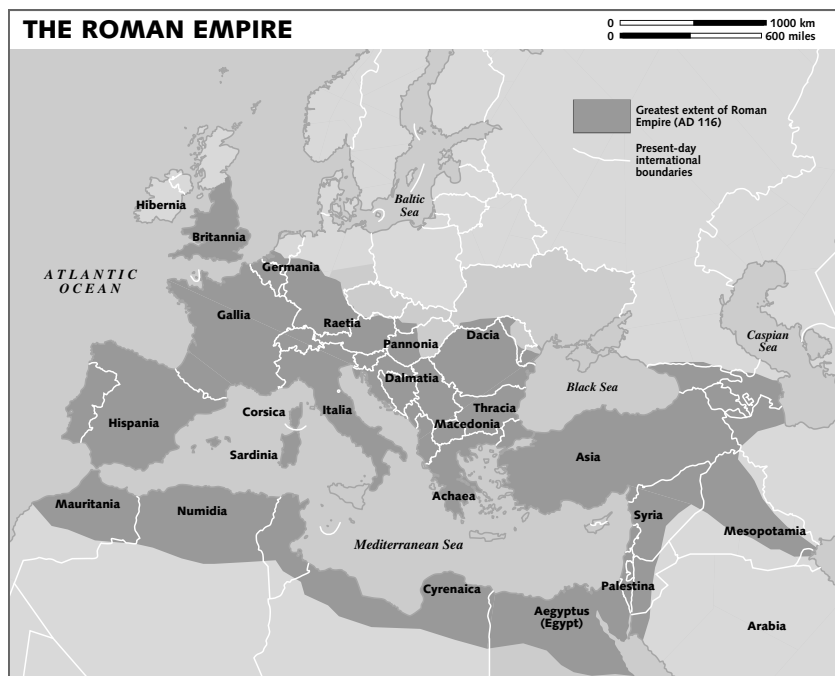 THE ROMAN EMPIRE
0 1000 km
0 600 miles
Greatest extent of Roman
Empire (AD 116)
Present-day
international
boundaries
Baltic
Sea
Hibernia
Britannia
ATLANTIC
OCEAN
Germania
Gallia
Raetia
Pannonia
Dacia
Caspian
Sea
Dalmatia
Black Sea
Corsica
Italia
Thracia
Hispania
Macedonia
Sardinia
Asia
Achaea
Mauritania
Numidia
Syria
Mesopotamia
Mediterranean Sea
Cyrenaica
Palestina
Aegyptus
(Egypt)
Arabia